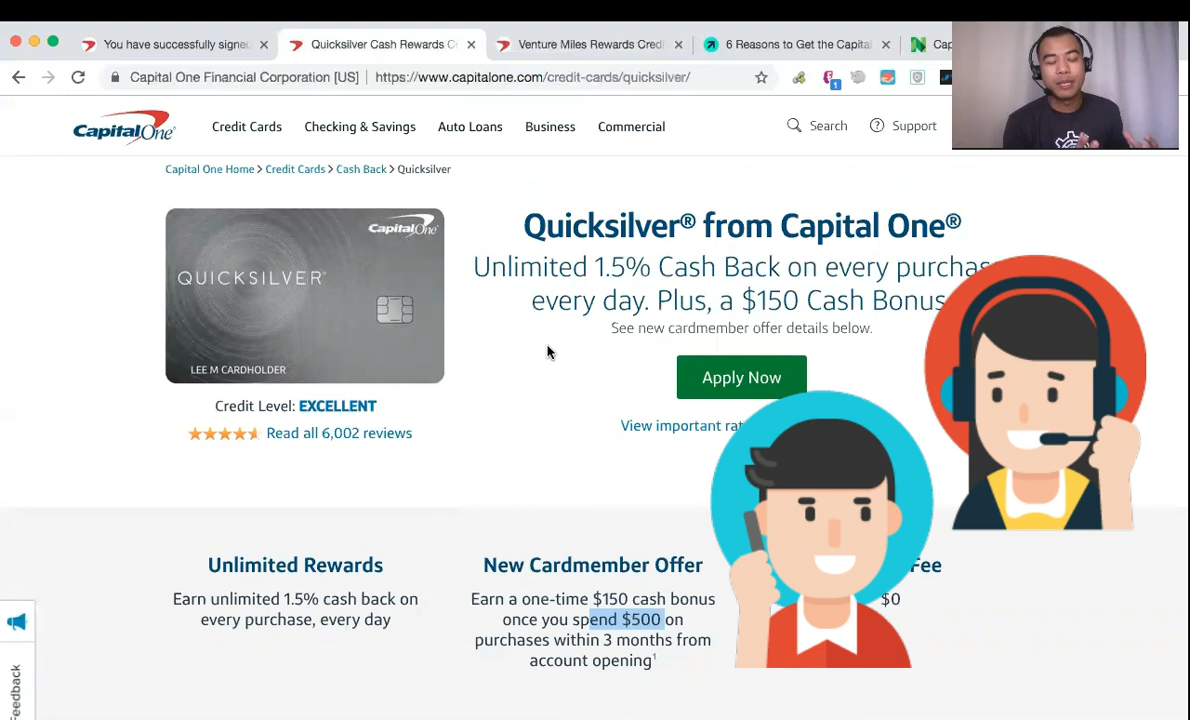 You have successfully signe
Quicksilver Cash Rewards C
Venture Miles Rewards Credi
6 Reasons to Get the Capital
Cap
Capital One Financial Corporation [US] | https://www.capitalone.com/credit-cards/quicksilver/
1
Capital One
Credit Cards
Checking & Savings
Auto Loans
Business
Commercial
Search
Support
Capital One Home > Credit Cards > Cash Back > Quicksilver
Capital One
QUICKSILVER
LEE M CARDHOLDER
Credit Level: EXCELLENT
Read all 6,002 reviews
Quicksilver® from Capital One®
Unlimited 1.5% Cash Back on every purchas
every day. Plus, a $150 Cash Bonus
See new cardmember offer details below.
Apply Now
View important rat
Unlimited Rewards
Earn unlimited 1.5% cash back on
every purchase, every day
New Cardmember Offer
Earn a one-time $150 cash bonus
once you spend $500 on
purchases within 3 months from
account opening¹
Fee
$0
Feedback